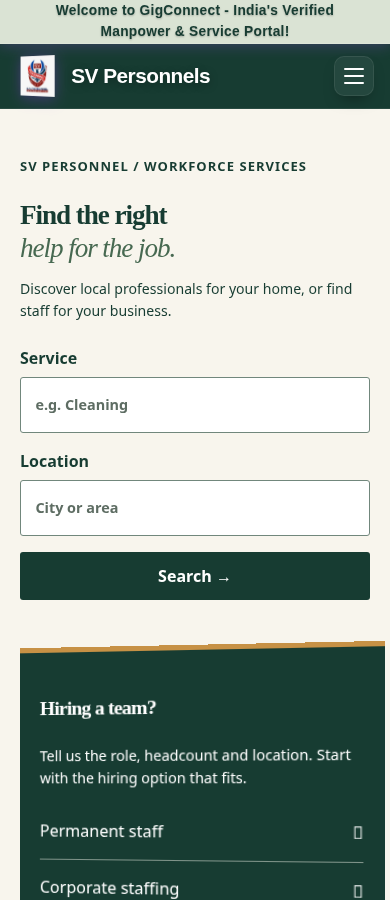 Welcome to GigConnect - India's Verified
Manpower & Service Portal!
SV Personnels
SV PERSONNEL / WORKFORCE SERVICES
Find the right
help for the job.
Discover local professionals for your home, or find
staff for your business.
Service
e.g. Cleaning
Location
City or area
Search →
Hiring a team?
Tell us the role, headcount and location. Start
with the hiring option that fits.
Permanent staff
Corporate staffing